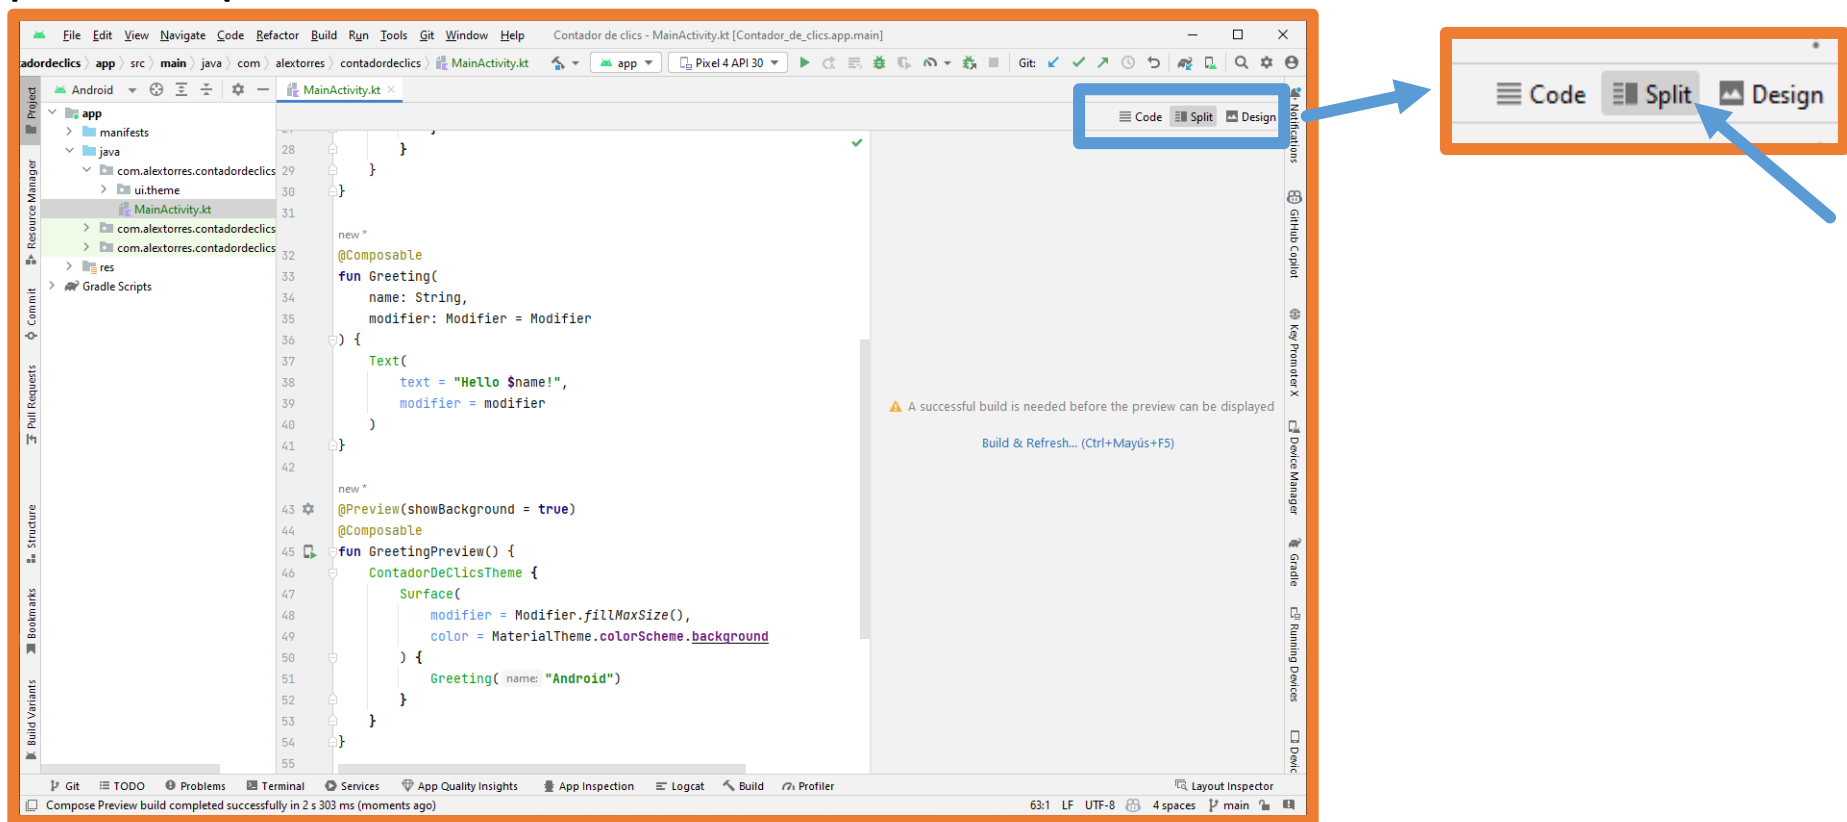 File Edit View Navigate Code Refactor Build Run Tools Git Window Help Contador de clics - MainActivity.kt [Contador_de_clics.app.main]
adordeclics app src main java com alextorres contadordeclics MainActivity.kt app Pixel 4 API 30 Git:
Project
Resource Manager
Commit
Pull Requests
Structure
Bookmarks
Build Variants
Android
app
manifests
java
com.alextorres.contadordeclics
ui.theme
MainActivity.kt
com.alextorres.contadordeclics
com.alextorres.contadordeclics
res
Gradle Scripts
MainActivity.kt
Code Split Design
28 }
29 }
30 }
31
new *
32 @Composable
33 fun Greeting(
34 name: String,
35 modifier: Modifier = Modifier
36 ) {
37 Text(
38 text = "Hello $name!",
39 modifier = modifier
40 )
41 }
42
new *
43 @Preview(showBackground = true)
44 @Composable
45 fun GreetingPreview() {
46 ContadorDeClicsTheme {
47 Surface(
48 modifier = Modifier.fillMaxSize(),
49 color = MaterialTheme.colorScheme.background
50 ) {
51 Greeting( name: "Android")
52 }
53 }
54 }
55
A successful build is needed before the preview can be displayed
Build & Refresh... (Ctrl+Mayús+F5)
Notifications
GitHub Copilot
Key Promoter X
Device Manager
Gradle
Running Devices
Devic
Git TODO Problems Terminal Services App Quality Insights App Inspection Logcat Build Profiler Layout Inspector
Compose Preview build completed successfully in 2 s 303 ms (moments ago) 63:1 LF UTF-8 4 spaces main
Code Split Design